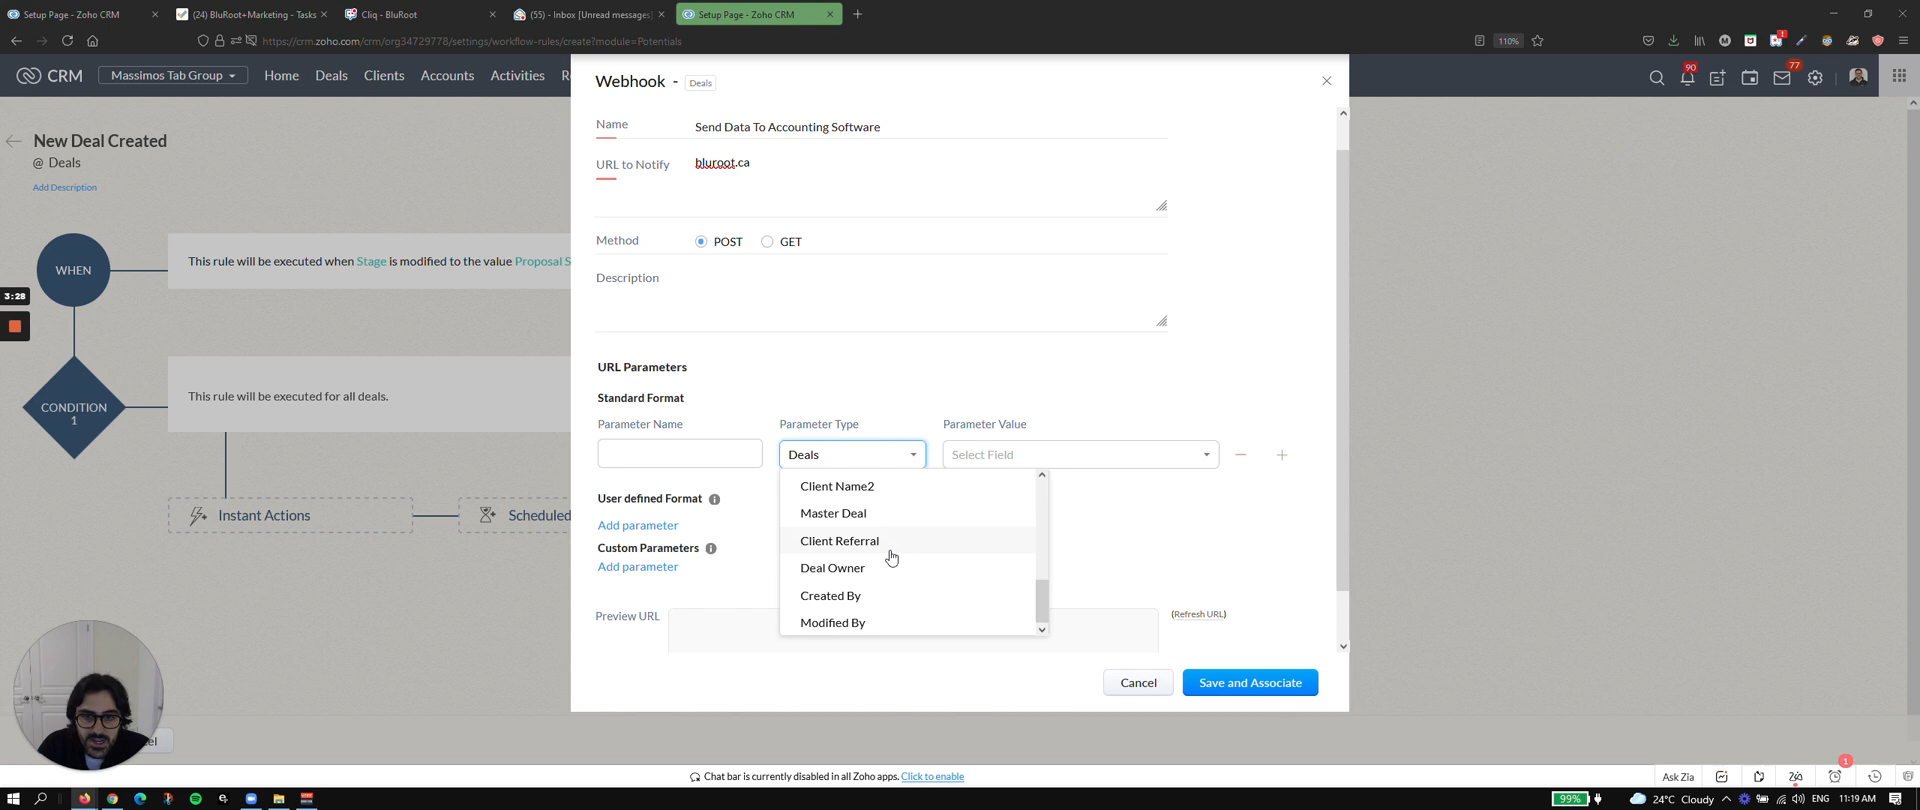 Setup Page - Zoho CRM
(24) BluRoot+Marketing - Tasks
Cliq - BluRoot
(55) - Inbox [Unread messages]
Setup Page - Zoho CRM
https://crm.zoho.com/crm/org34729778/settings/workflow-rules/create?module=Potentials
110%
1
CRM
Massimos Tab Group
Home
Deals
Clients
Accounts
Activities
R
90
77
Webhook - Deals
New Deal Created
@ Deals
Add Description
Name
Send Data To Accounting Software
URL to Notify
bluroot.ca
Method
POST
GET
Description
WHEN
This rule will be executed when Stage is modified to the value Proposal S
3:28
CONDITION
1
This rule will be executed for all deals.
Instant Actions
Scheduled
URL Parameters
Standard Format
Parameter Name
Parameter Type
Parameter Value
Deals
Select Field
Client Name2
Master Deal
Client Referral
Deal Owner
Created By
Modified By
User defined Format
Add parameter
Custom Parameters
Add parameter
Preview URL
(Refresh URL)
Cancel
Save and Associate
el
Chat bar is currently disabled in all Zoho apps. Click to enable
Ask Zia
1
99%
24°C Cloudy
ENG
11:19 AM